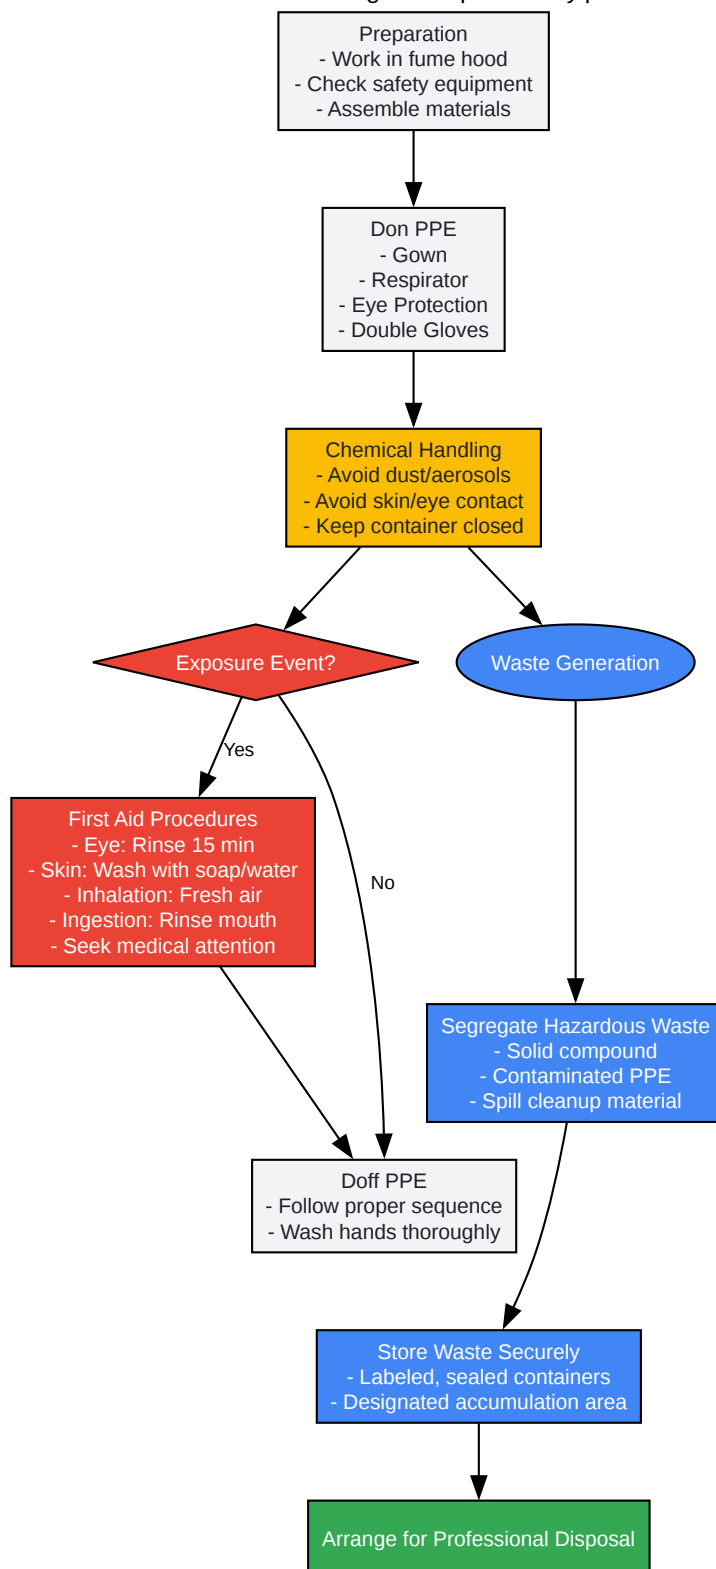 Preparation
- Work in fume hood
- Check safety equipment
- Assemble materials
Don PPE
- Gown
- Respirator
- Eye Protection
- Double Gloves
Chemical Handling
- Avoid dust/aerosols
- Avoid skin/eye contact
- Keep container closed
Exposure Event?
Waste Generation
Yes
First Aid Procedures
- Eye: Rinse 15 min
- Skin: Wash with soap/water
- Inhalation: Fresh air
- Ingestion: Rinse mouth
- Seek medical attention
No
Segregate Hazardous Waste
- Solid compound
- Contaminated PPE
- Spill cleanup material
Doff PPE
- Follow proper sequence
- Wash hands thoroughly
Store Waste Securely
- Labeled, sealed containers
- Designated accumulation area
Arrange for Professional Disposal